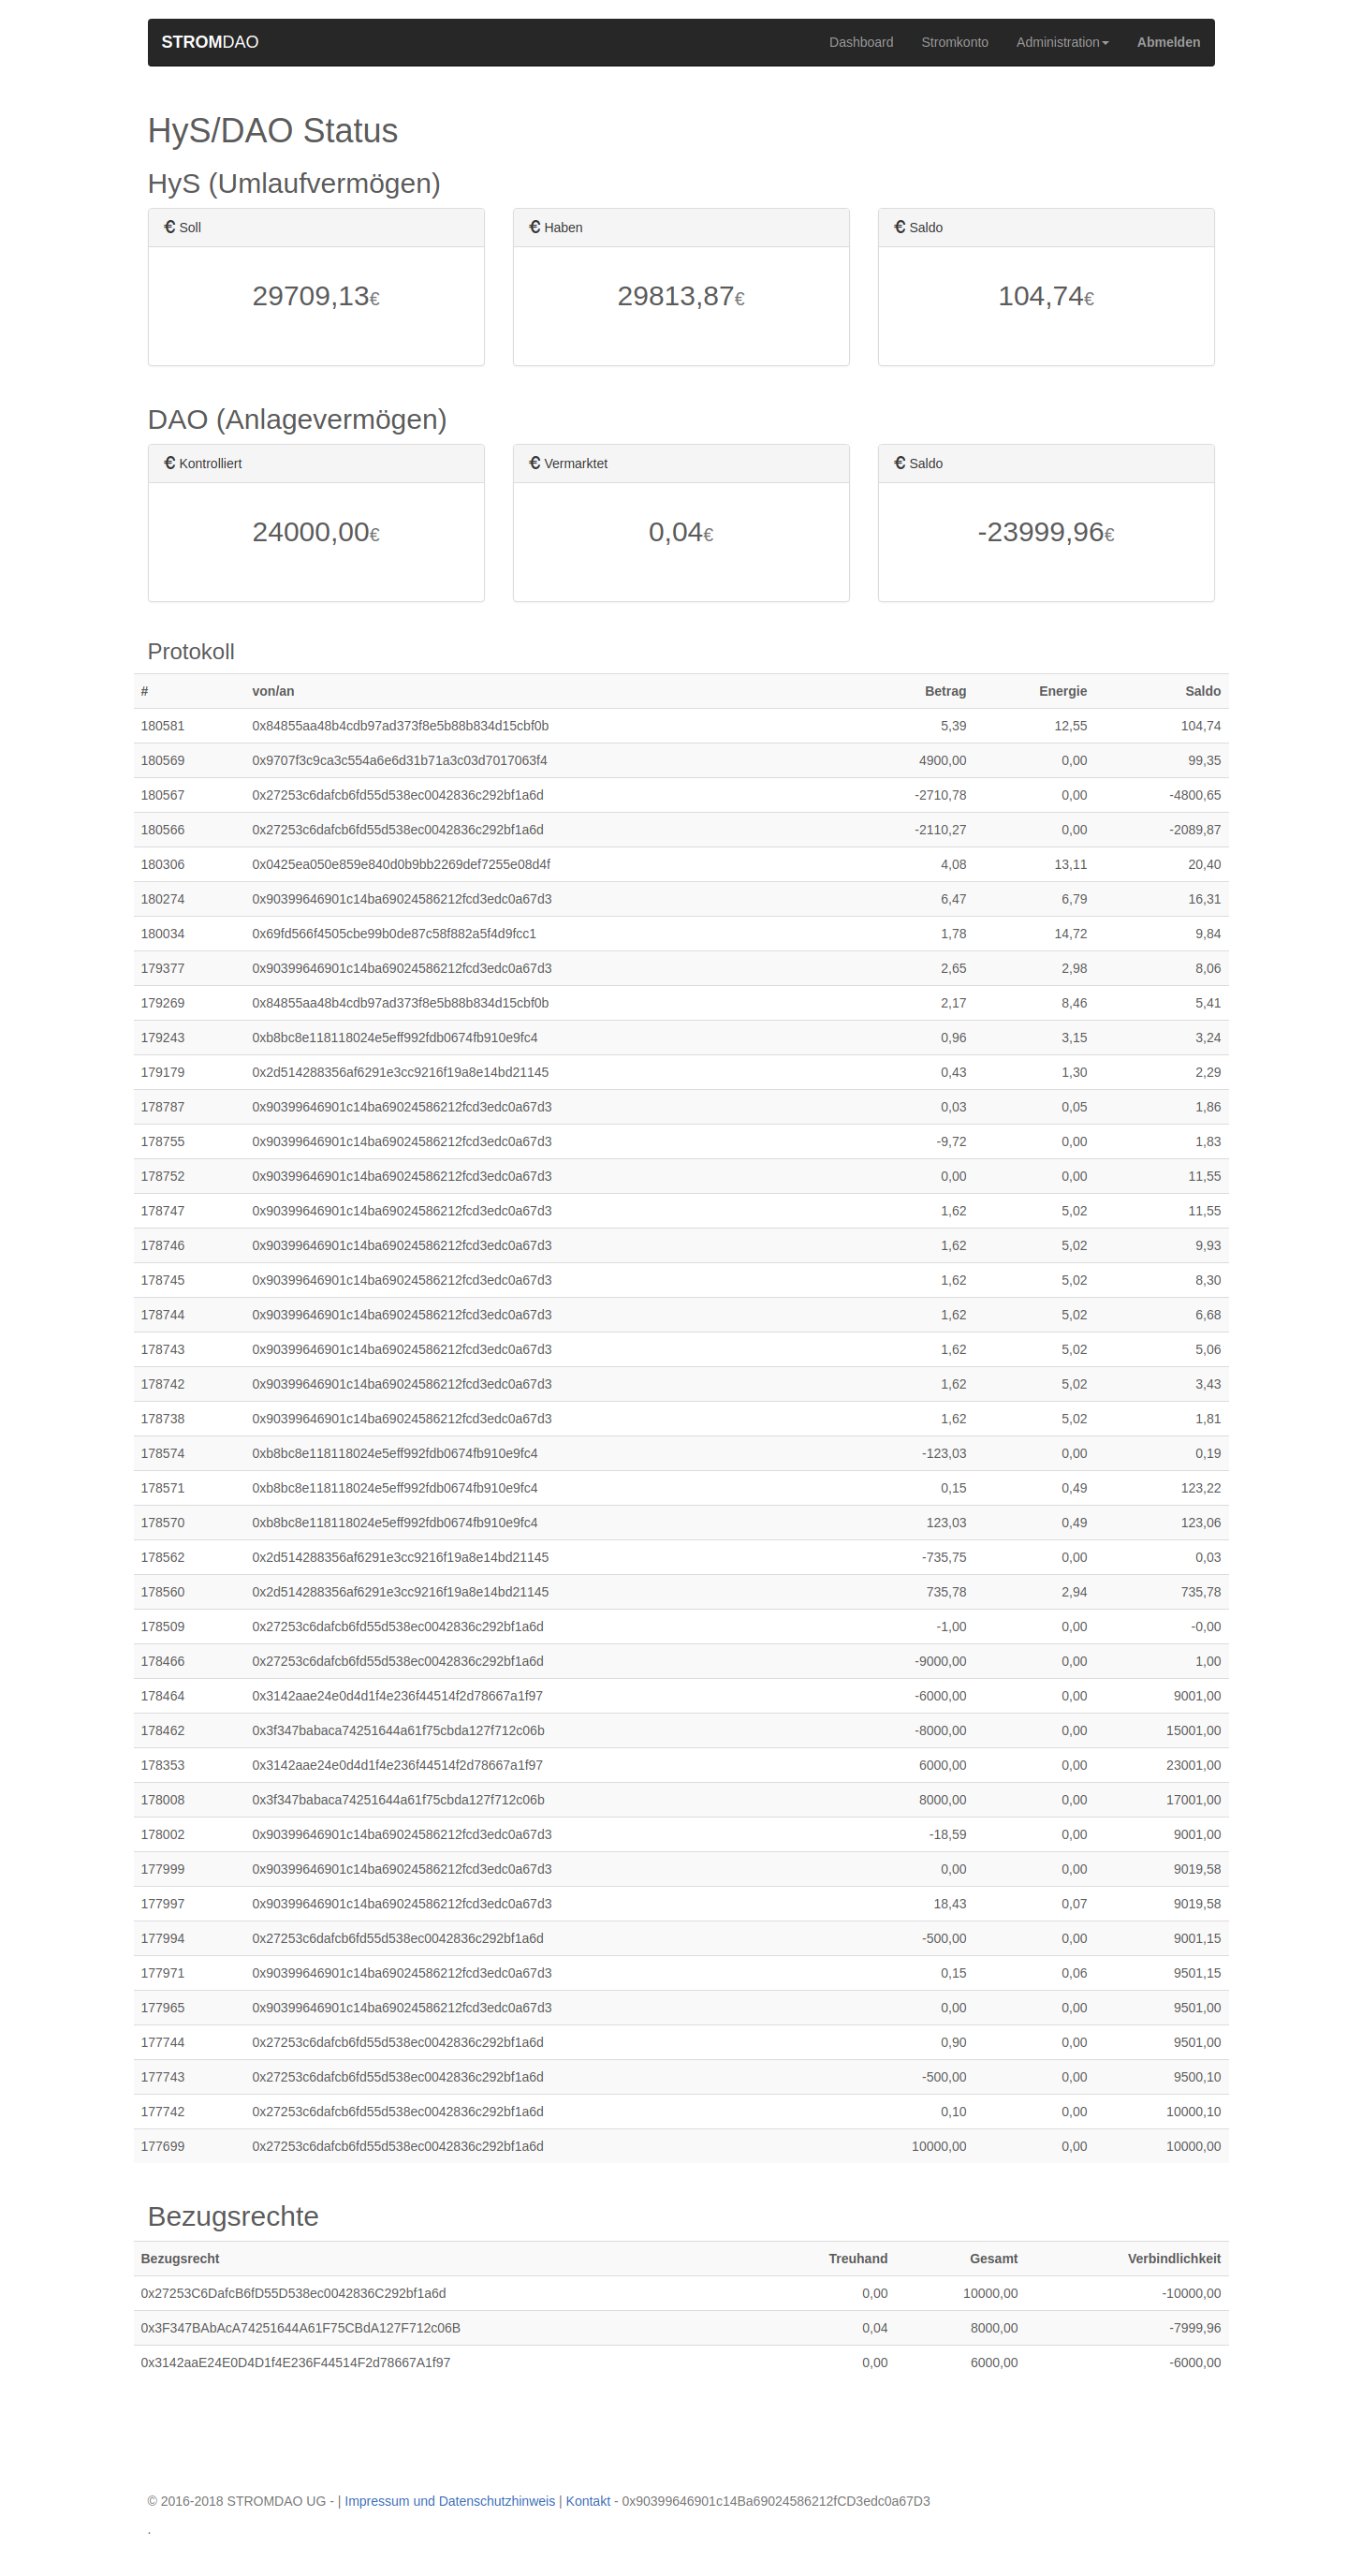 STROMDAO Dashboard Stromkonto Administration Abmelden
HyS/DAO Status
HyS (Umlaufvermögen)
€ Soll € Haben € Saldo
29709,13€ 29813,87€ 104,74€
DAO (Anlagevermögen)
€ Kontrolliert € Vermarktet € Saldo
24000,00€ 0,04€ -23999,96€
Protokoll
# von/an Betrag Energie Saldo
180581 0x84855aa48b4cdb97ad373f8e5b88b834d15cbf0b 5,39 12,55 104,74
180569 0x9707f3c9ca3c554a6e6d31b71a3c03d7017063f4 4900,00 0,00 99,35
180567 0x27253c6dafcb6fd55d538ec0042836c292bf1a6d -2710,78 0,00 -4800,65
180566 0x27253c6dafcb6fd55d538ec0042836c292bf1a6d -2110,27 0,00 -2089,87
180306 0x0425ea050e859e840d0b9bb2269def7255e08d4f 4,08 13,11 20,40
180274 0x90399646901c14ba69024586212fcd3edc0a67d3 6,47 6,79 16,31
180034 0x69fd566f4505cbe99b0de87c58f882a5f4d9fcc1 1,78 14,72 9,84
179377 0x90399646901c14ba69024586212fcd3edc0a67d3 2,65 2,98 8,06
179269 0x84855aa48b4cdb97ad373f8e5b88b834d15cbf0b 2,17 8,46 5,41
179243 0xb8bc8e118118024e5eff992fdb0674fb910e9fc4 0,96 3,15 3,24
179179 0x2d514288356af6291e3cc9216f19a8e14bd21145 0,43 1,30 2,29
178787 0x90399646901c14ba69024586212fcd3edc0a67d3 0,03 0,05 1,86
178755 0x90399646901c14ba69024586212fcd3edc0a67d3 -9,72 0,00 1,83
178752 0x90399646901c14ba69024586212fcd3edc0a67d3 0,00 0,00 11,55
178747 0x90399646901c14ba69024586212fcd3edc0a67d3 1,62 5,02 11,55
178746 0x90399646901c14ba69024586212fcd3edc0a67d3 1,62 5,02 9,93
178745 0x90399646901c14ba69024586212fcd3edc0a67d3 1,62 5,02 8,30
178744 0x90399646901c14ba69024586212fcd3edc0a67d3 1,62 5,02 6,68
178743 0x90399646901c14ba69024586212fcd3edc0a67d3 1,62 5,02 5,06
178742 0x90399646901c14ba69024586212fcd3edc0a67d3 1,62 5,02 3,43
178738 0x90399646901c14ba69024586212fcd3edc0a67d3 1,62 5,02 1,81
178574 0xb8bc8e118118024e5eff992fdb0674fb910e9fc4 -123,03 0,00 0,19
178571 0xb8bc8e118118024e5eff992fdb0674fb910e9fc4 0,15 0,49 123,22
178570 0xb8bc8e118118024e5eff992fdb0674fb910e9fc4 123,03 0,49 123,06
178562 0x2d514288356af6291e3cc9216f19a8e14bd21145 -735,75 0,00 0,03
178560 0x2d514288356af6291e3cc9216f19a8e14bd21145 735,78 2,94 735,78
178509 0x27253c6dafcb6fd55d538ec0042836c292bf1a6d -1,00 0,00 -0,00
178466 0x27253c6dafcb6fd55d538ec0042836c292bf1a6d -9000,00 0,00 1,00
178464 0x3142aae24e0d4d1f4e236f44514f2d78667a1f97 -6000,00 0,00 9001,00
178462 0x3f347babaca74251644a61f75cbda127f712c06b -8000,00 0,00 15001,00
178353 0x3142aae24e0d4d1f4e236f44514f2d78667a1f97 6000,00 0,00 23001,00
178008 0x3f347babaca74251644a61f75cbda127f712c06b 8000,00 0,00 17001,00
178002 0x90399646901c14ba69024586212fcd3edc0a67d3 -18,59 0,00 9001,00
177999 0x90399646901c14ba69024586212fcd3edc0a67d3 0,00 0,00 9019,58
177997 0x90399646901c14ba69024586212fcd3edc0a67d3 18,43 0,07 9019,58
177994 0x27253c6dafcb6fd55d538ec0042836c292bf1a6d -500,00 0,00 9001,15
177971 0x90399646901c14ba69024586212fcd3edc0a67d3 0,15 0,06 9501,15
177965 0x90399646901c14ba69024586212fcd3edc0a67d3 0,00 0,00 9501,00
177744 0x27253c6dafcb6fd55d538ec0042836c292bf1a6d 0,90 0,00 9501,00
177743 0x27253c6dafcb6fd55d538ec0042836c292bf1a6d -500,00 0,00 9500,10
177742 0x27253c6dafcb6fd55d538ec0042836c292bf1a6d 0,10 0,00 10000,10
177699 0x27253c6dafcb6fd55d538ec0042836c292bf1a6d 10000,00 0,00 10000,00
Bezugsrechte
Bezugsrecht Treuhand Gesamt Verbindlichkeit
0x27253C6DafcB6fD55D538ec0042836C292bf1a6d 0,00 10000,00 -10000,00
0x3F347BAbAcA74251644A61F75CBdA127F712c06B 0,04 8000,00 -7999,96
0x3142aaE24E0D4D1f4E236F44514F2d78667A1f97 0,00 6000,00 -6000,00
© 2016-2018 STROMDAO UG - | Impressum und Datenschutzhinweis | Kontakt - 0x90399646901c14Ba69024586212fCD3edc0a67D3
.